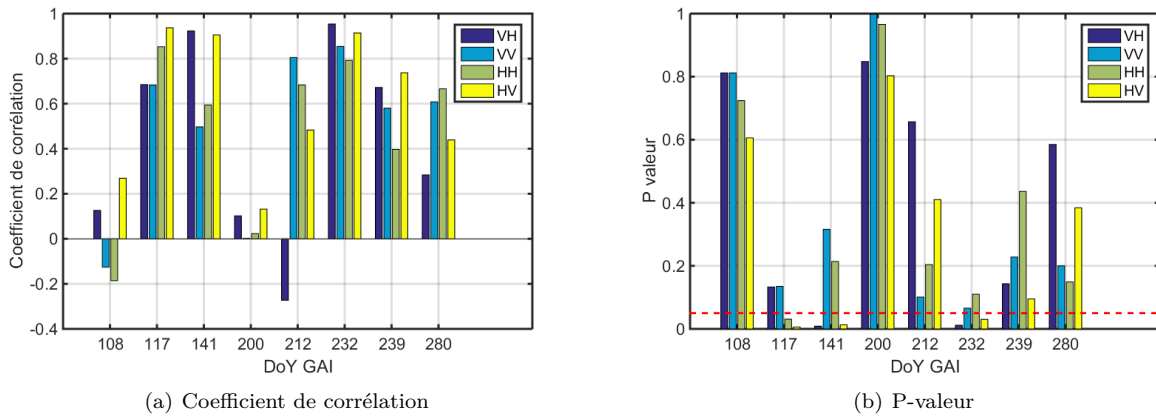 Coefficient de corrélation
1
0.8
0.6
0.4
0.2
0
-0.2
-0.4
108 117 141 200 212 232 239 280
DoY GAI
VH
VV
HH
HV
(a) Coefficient de corrélation
P valeur
1
0.8
0.6
0.4
0.2
0
108 117 141 200 212 232 239 280
DoY GAI
VH
VV
HH
HV
(b) P-valeur